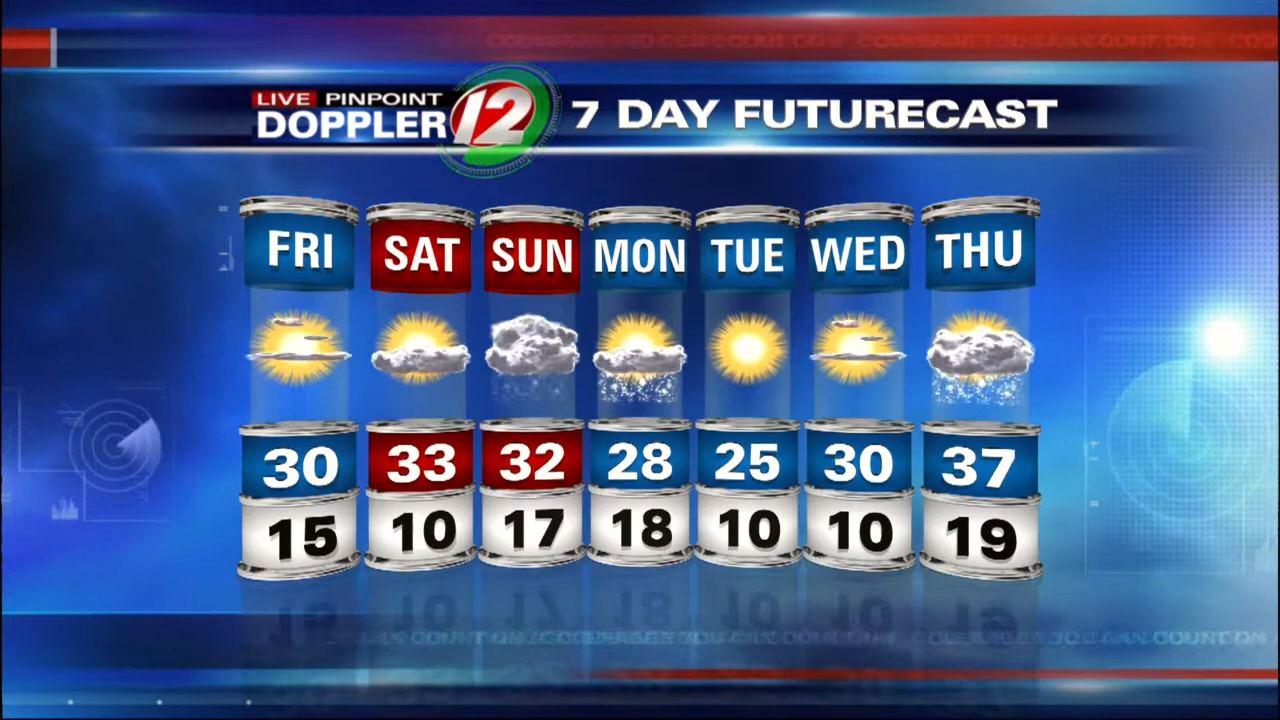 LIVE PINPOINT
DOPPLER 12
7 DAY FUTURECAST
FRI SAT SUN MON TUE WED THU
30 33 32 28 25 30 37
15 10 17 18 10 10 19